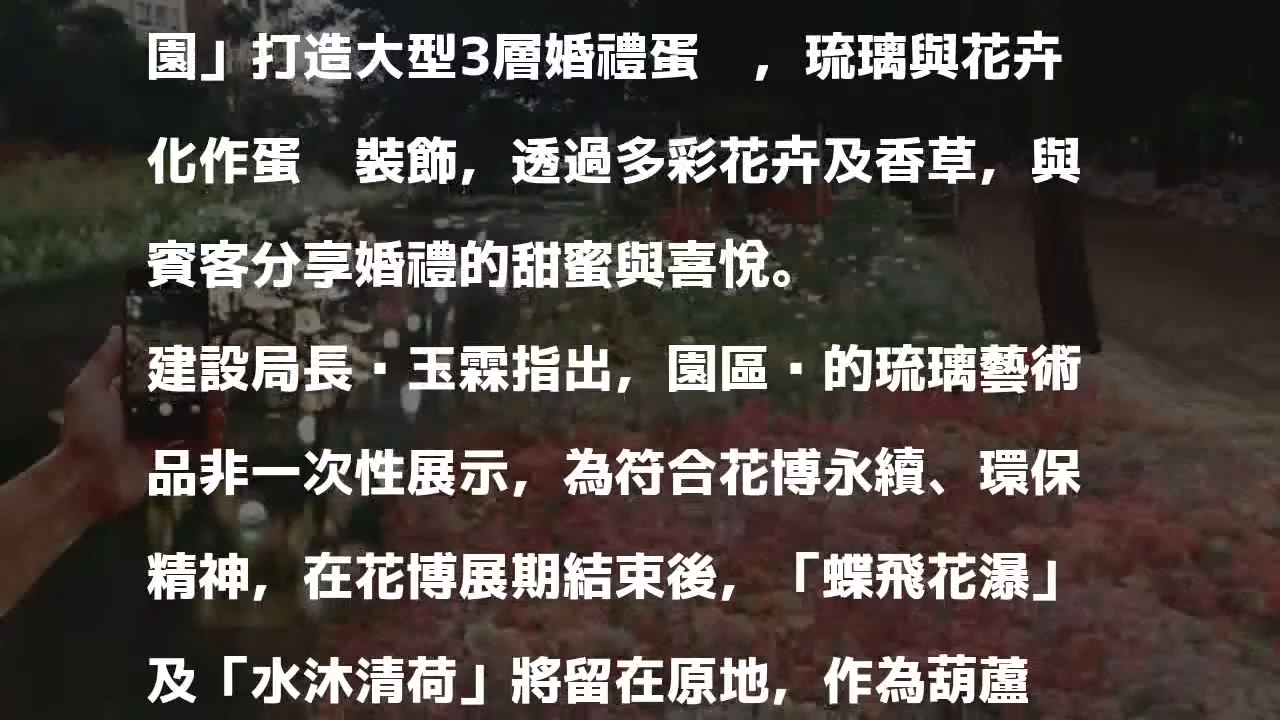 園」打造大型3層婚禮蛋　，琉璃與花卉
化作蛋　裝飾，透過多彩花卉及香草，與
賓客分享婚禮的甜蜜與喜悅。
建設局長▪玉霖指出，園區▪的琉璃藝術
品非一次性展示，為符合花博永續、環保
精神，在花博展期結束後，「蝶飛花瀑」
及「水沐清荷」將留在原地，作為葫蘆